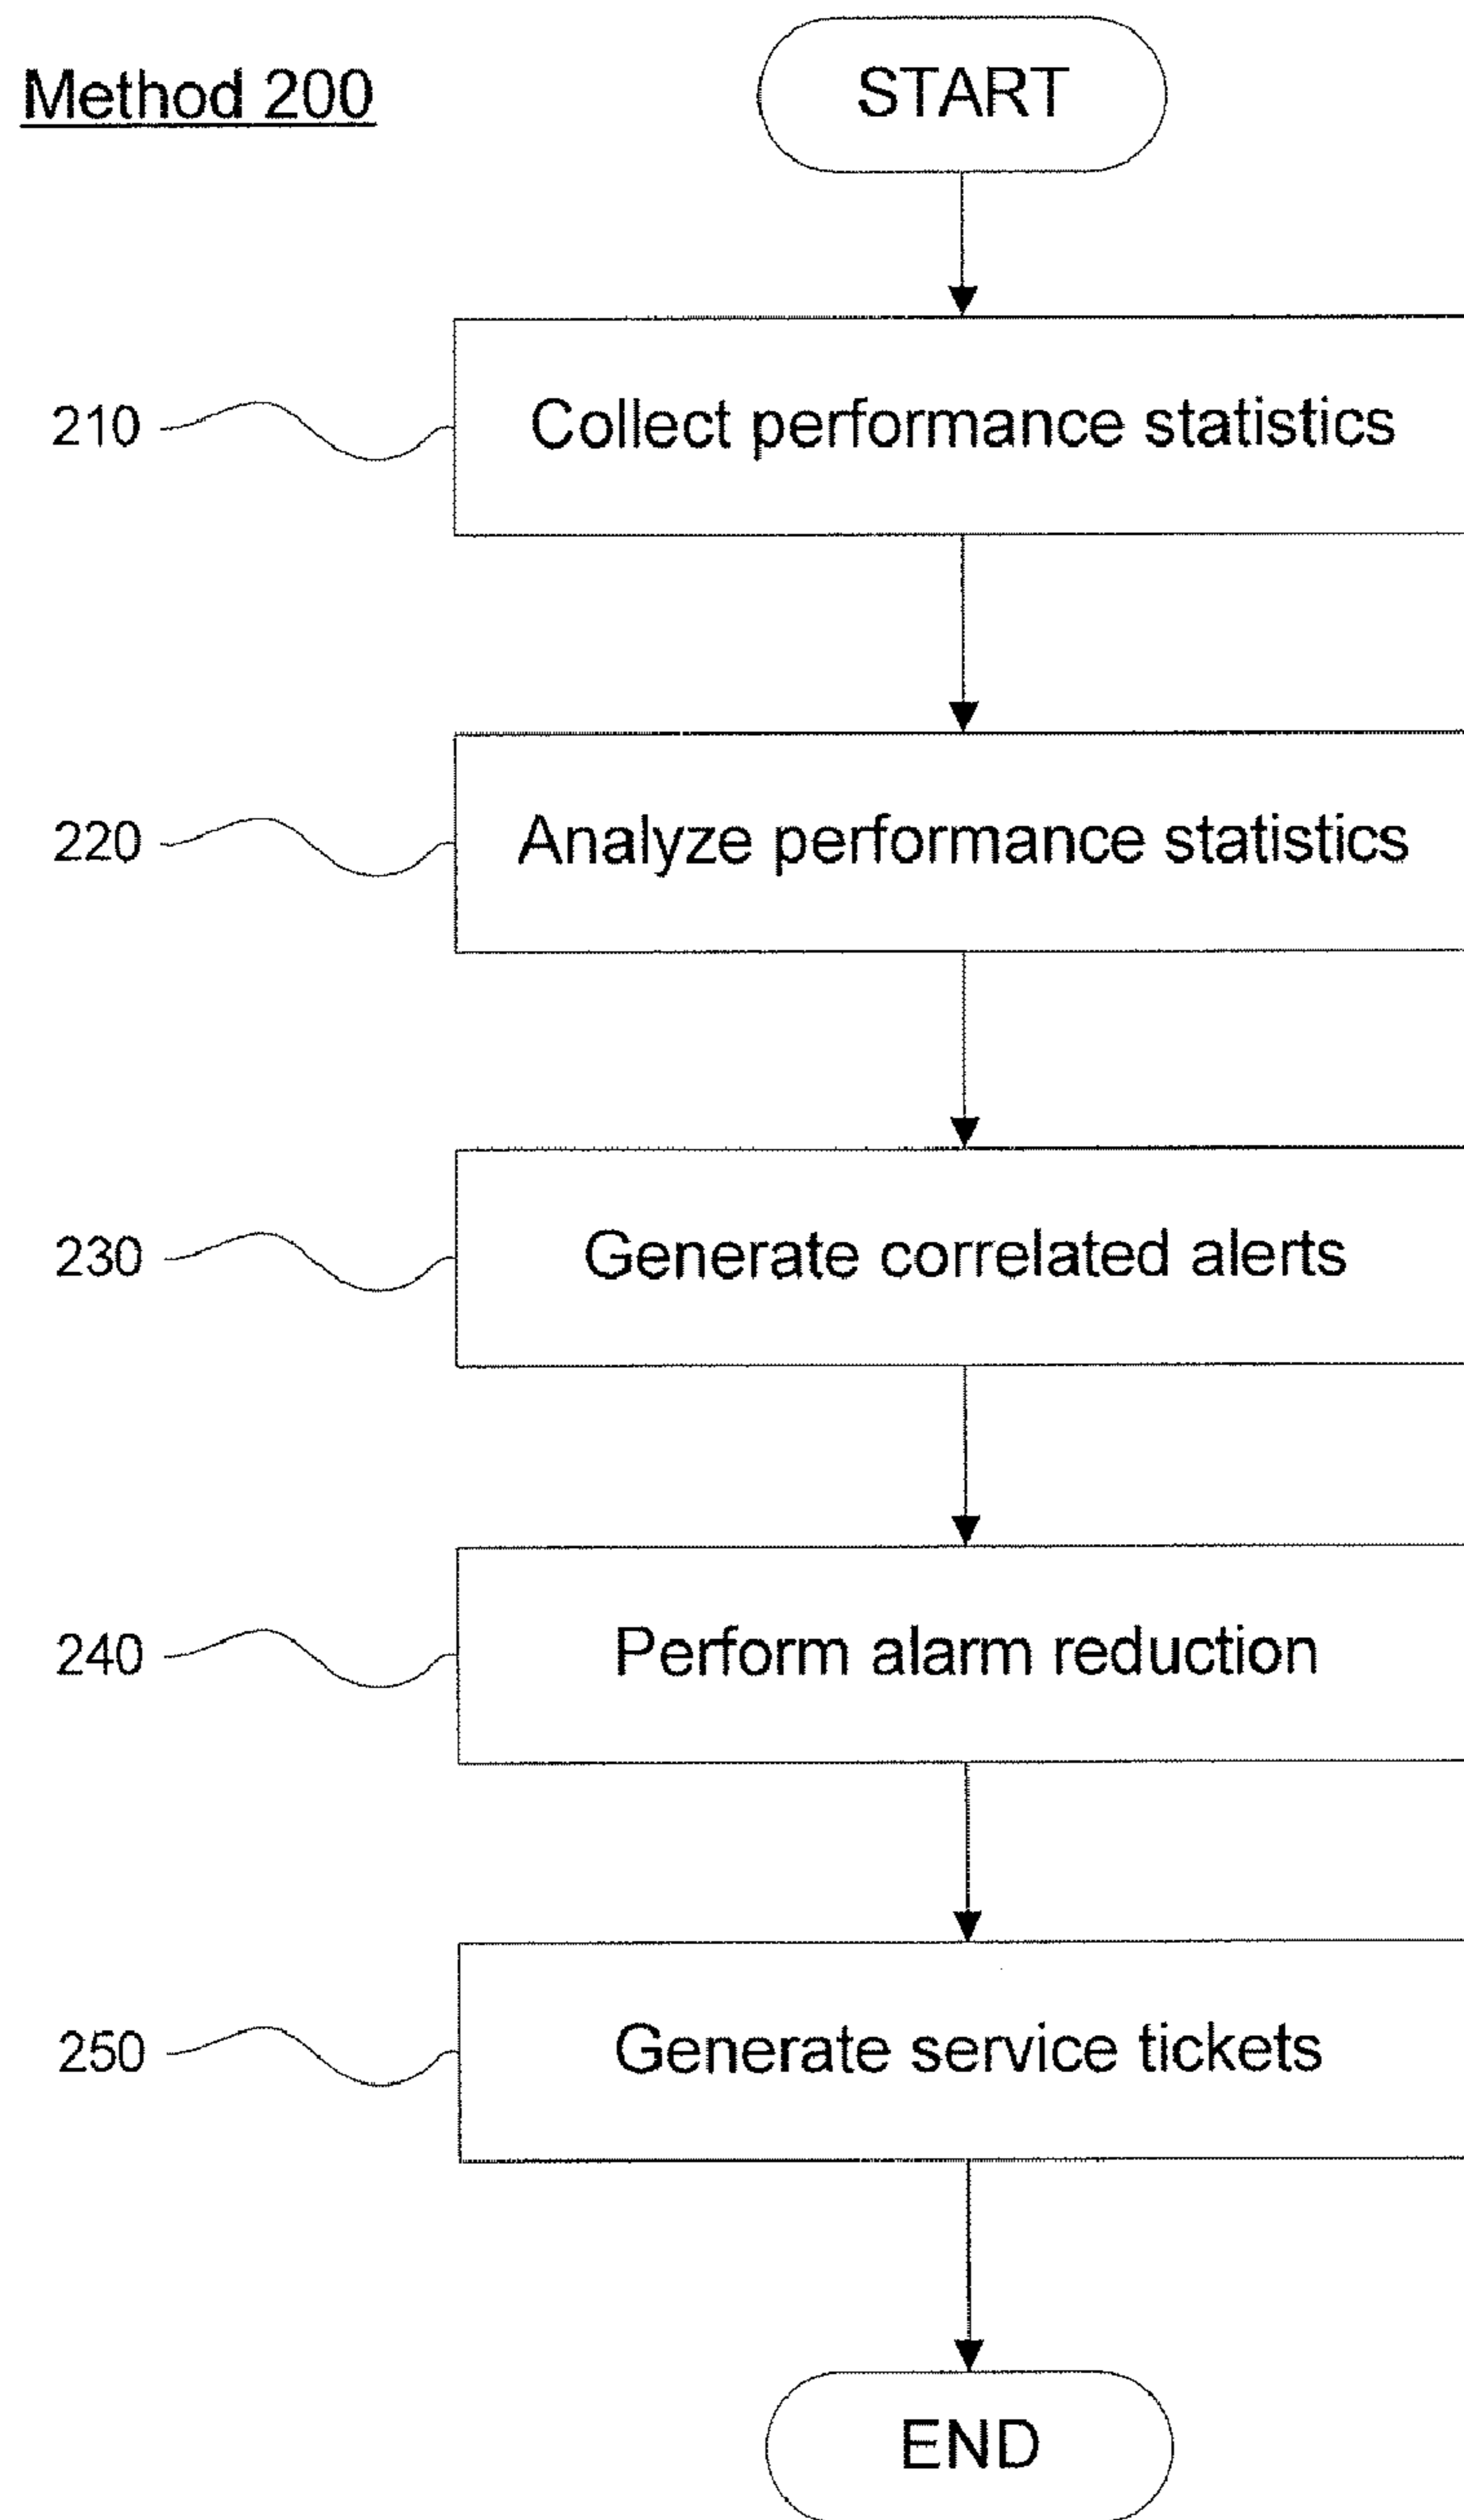 Method 200
START
210
Collect performance statistics
220
Analyze performance statistics
230
Generate correlated alerts
240
Perform alarm reduction
250
Generate service tickets
END